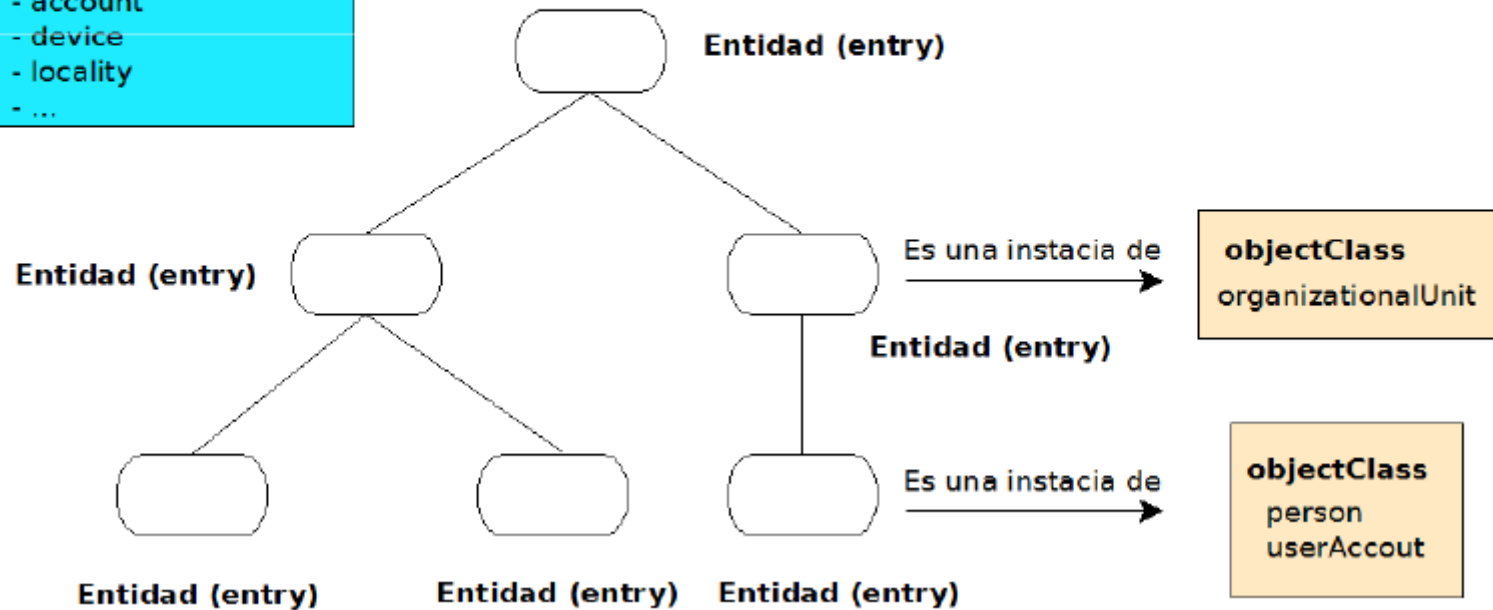 - account
- device
- locality
- ...
Entidad (entry)
Entidad (entry)
Es una instacia de
objectClass
organizationalUnit
Entidad (entry)
Es una instacia de
objectClass
person
userAccout
Entidad (entry)
Entidad (entry)
Entidad (entry)